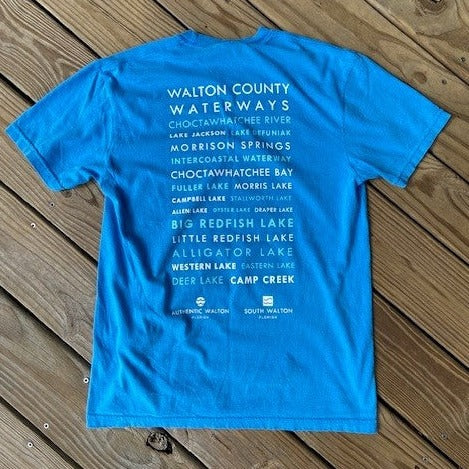 WALTON COUNTY
WATERWAYS
CHOCTAWHATCHEE RIVER
LAKE JACKSON LAKE DEFUNIAK
MORRISON SPRINGS
INTERCOASTAL WATERWAY
CHOCTAWHATCHEE BAY
FULLER LAKE MORRIS LAKE
CAMPBELL LAKE STALLWORTH LAKE
ALLEN LAKE OYSTER LAKE DRAPER LAKE
BIG REDFISH LAKE
LITTLE REDFISH LAKE
ALLIGATOR LAKE
WESTERN LAKE EASTERN LAKE
DEER LAKE CAMP CREEK
AUTHENTIC WALTON SOUTH WALTON
FLORIDA FLORIDA